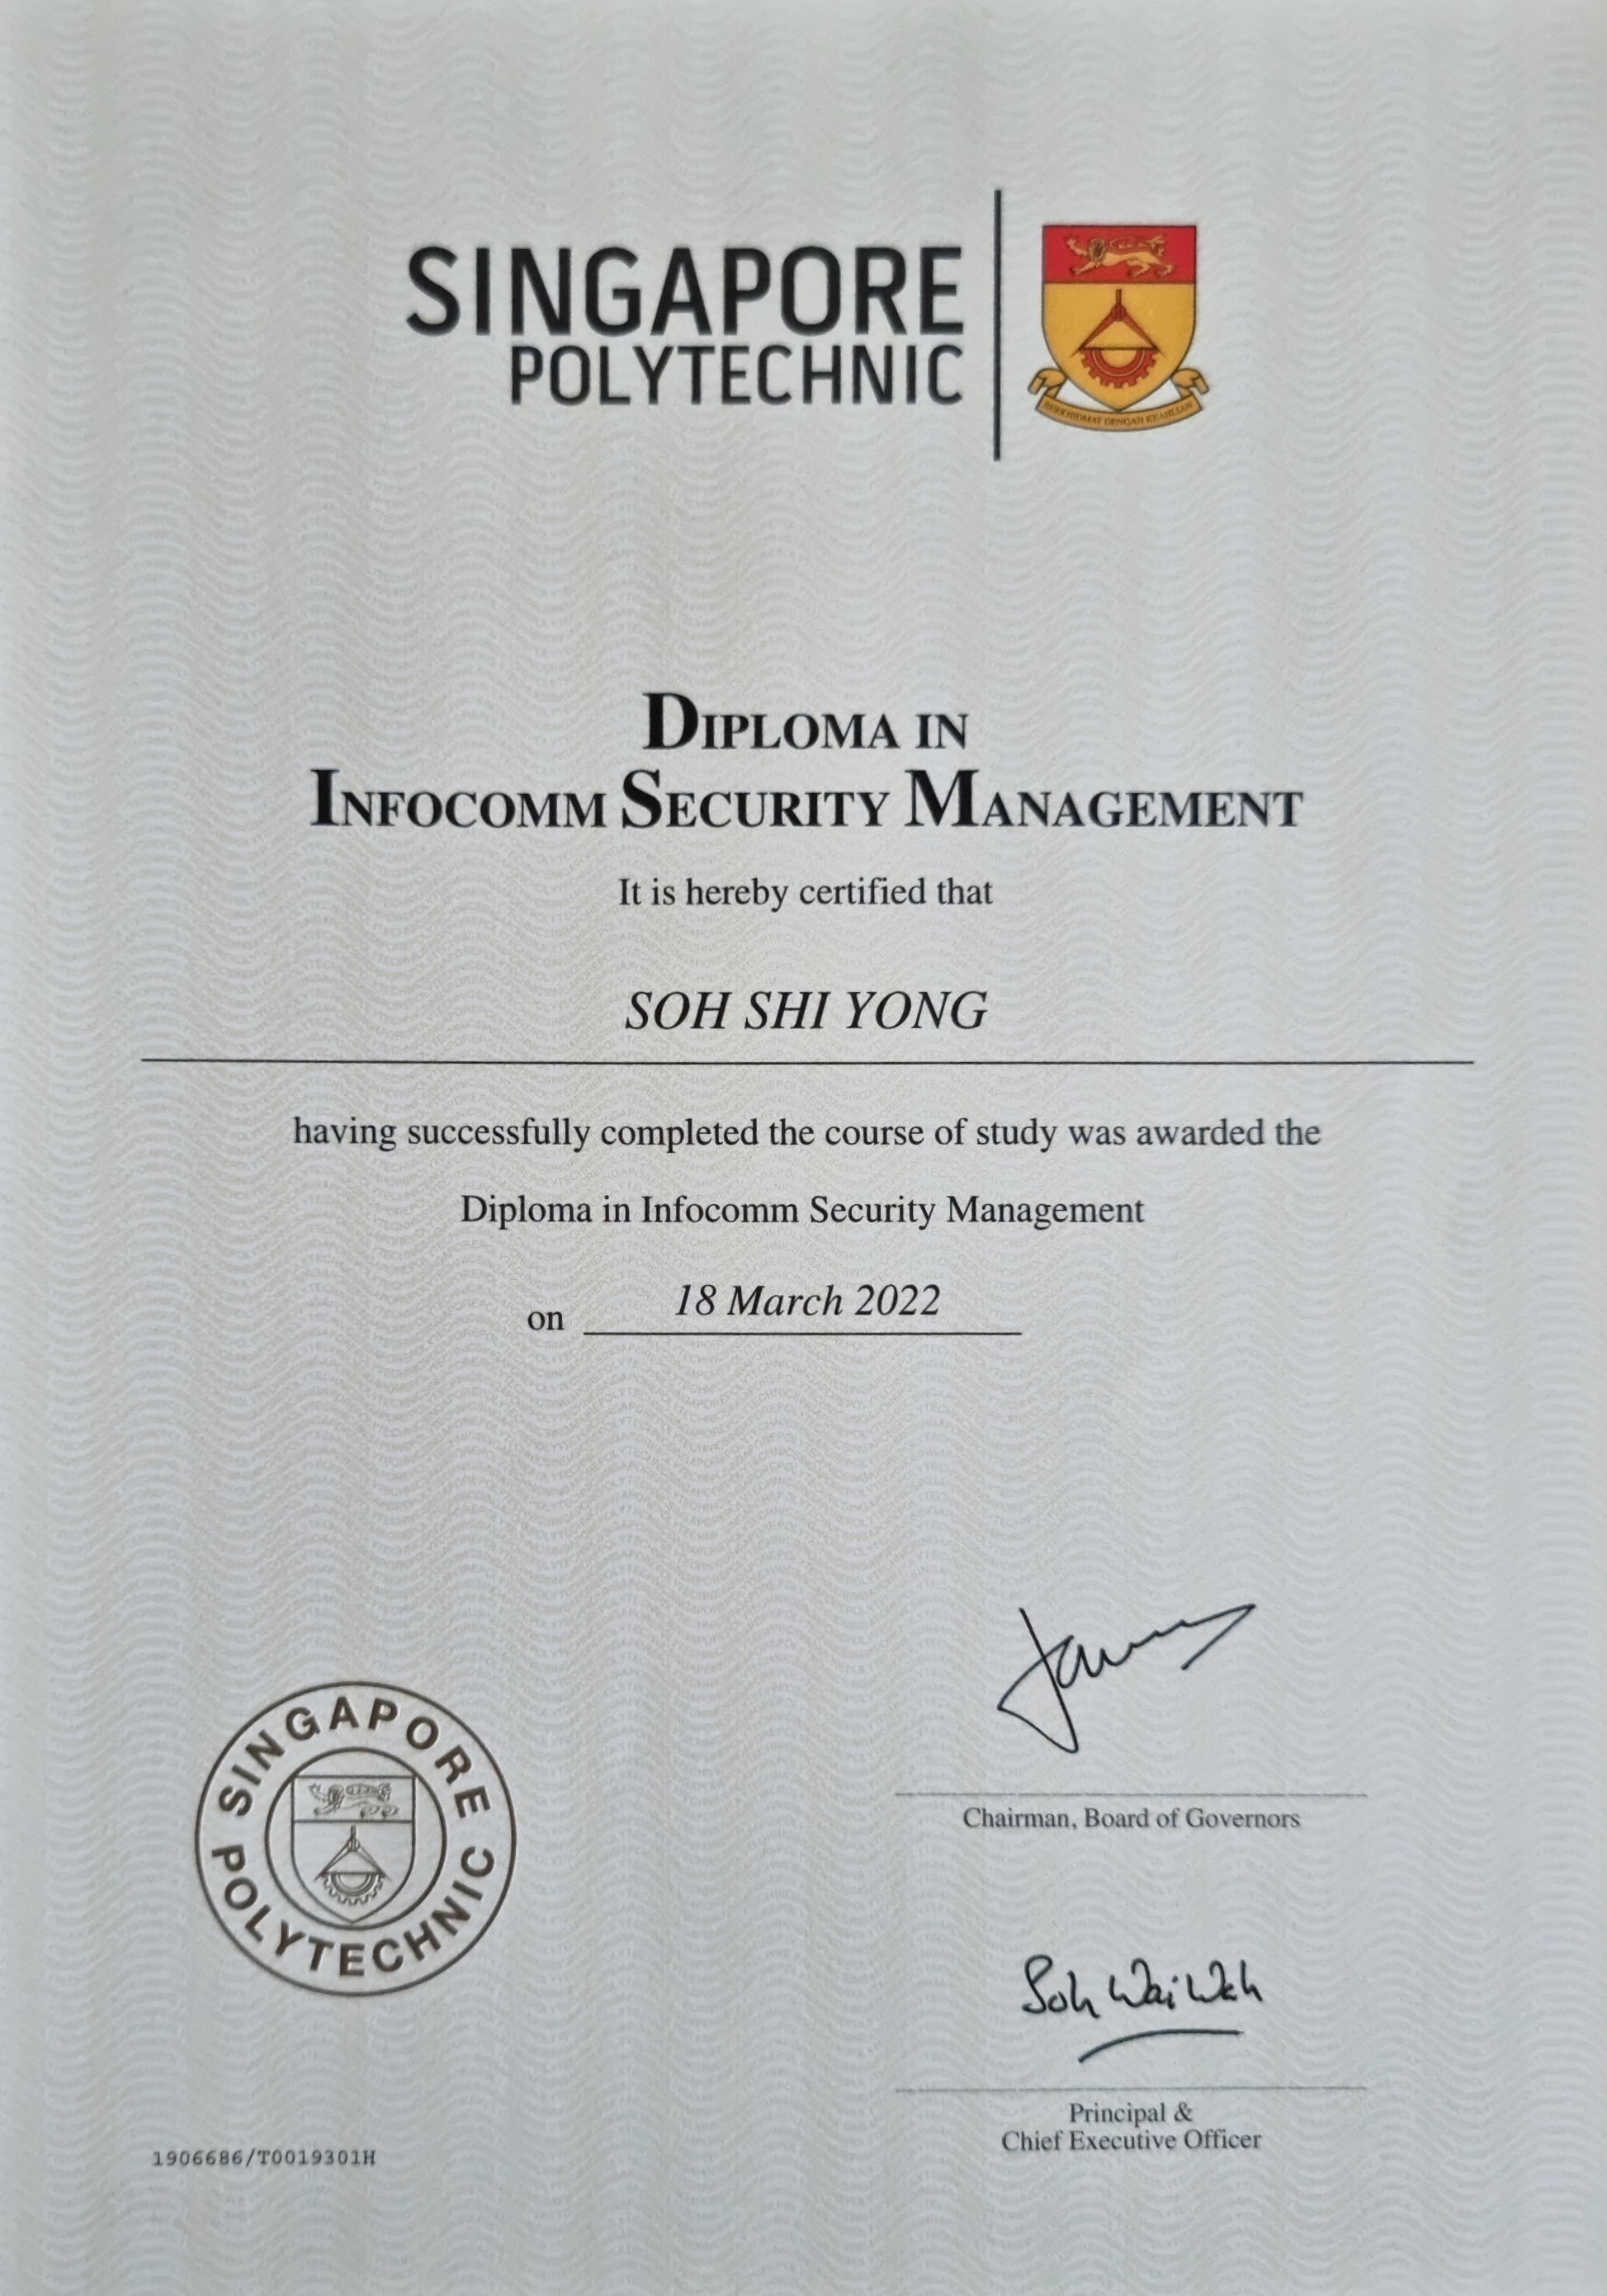 SINGAPORE
POLYTECHNIC
BERKHIDMAT DENGAN KEAHLIAN
DIPLOMA IN
INFOCOMM SECURITY MANAGEMENT
It is hereby certified that
SOH SHI YONG
having successfully completed the course of study was awarded the
Diploma in Infocomm Security Management
on 18 March 2022
Chairman, Board of Governors
SINGAPORE
POLYTECHNIC
Soh Wai Wah
Principal &
Chief Executive Officer
1906686/T0019301H